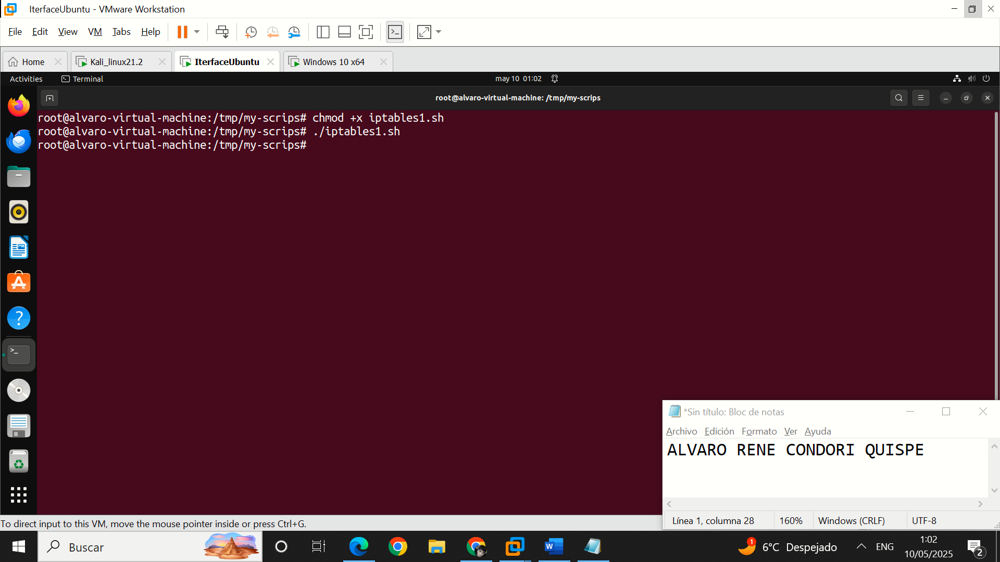 IterfaceUbuntu - VMware Workstation
File Edit View VM Tabs Help
Home Kali_linux21.2 IterfaceUbuntu Windows 10 x64
Activities Terminal may 10 01:02
root@alvaro-virtual-machine: /tmp/my-scrips
root@alvaro-virtual-machine:/tmp/my-scrips# chmod +x iptables1.sh
root@alvaro-virtual-machine:/tmp/my-scrips# ./iptables1.sh
root@alvaro-virtual-machine:/tmp/my-scrips#
*Sin título: Bloc de notas
Archivo Edición Formato Ver Ayuda
ALVARO RENE CONDORI QUISPE
Línea 1, columna 28 160% Windows (CRLF) UTF-8
To direct input to this VM, move the mouse pointer inside or press Ctrl+G.
Buscar 1 6°C Despejado ENG 1:02
10/05/2025 2